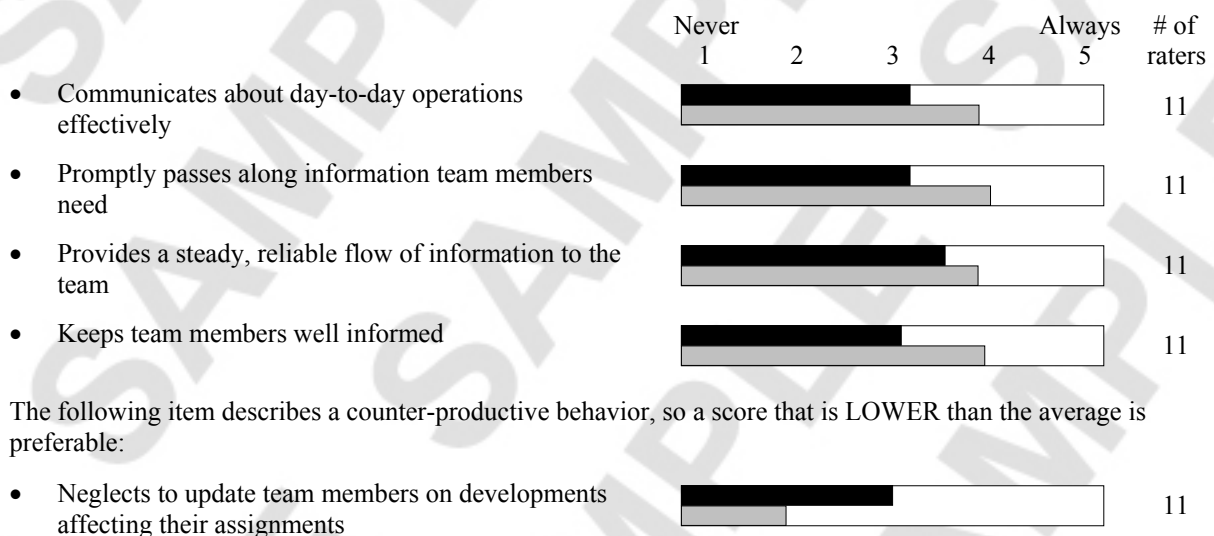 Never Always # of
1 2 3 4 5 raters
• Communicates about day-to-day operations
effectively
11
• Promptly passes along information team members
need
11
• Provides a steady, reliable flow of information to the
team
11
• Keeps team members well informed
11
The following item describes a counter-productive behavior, so a score that is LOWER than the average is
preferable:
• Neglects to update team members on developments
affecting their assignments
11
SAMPLE